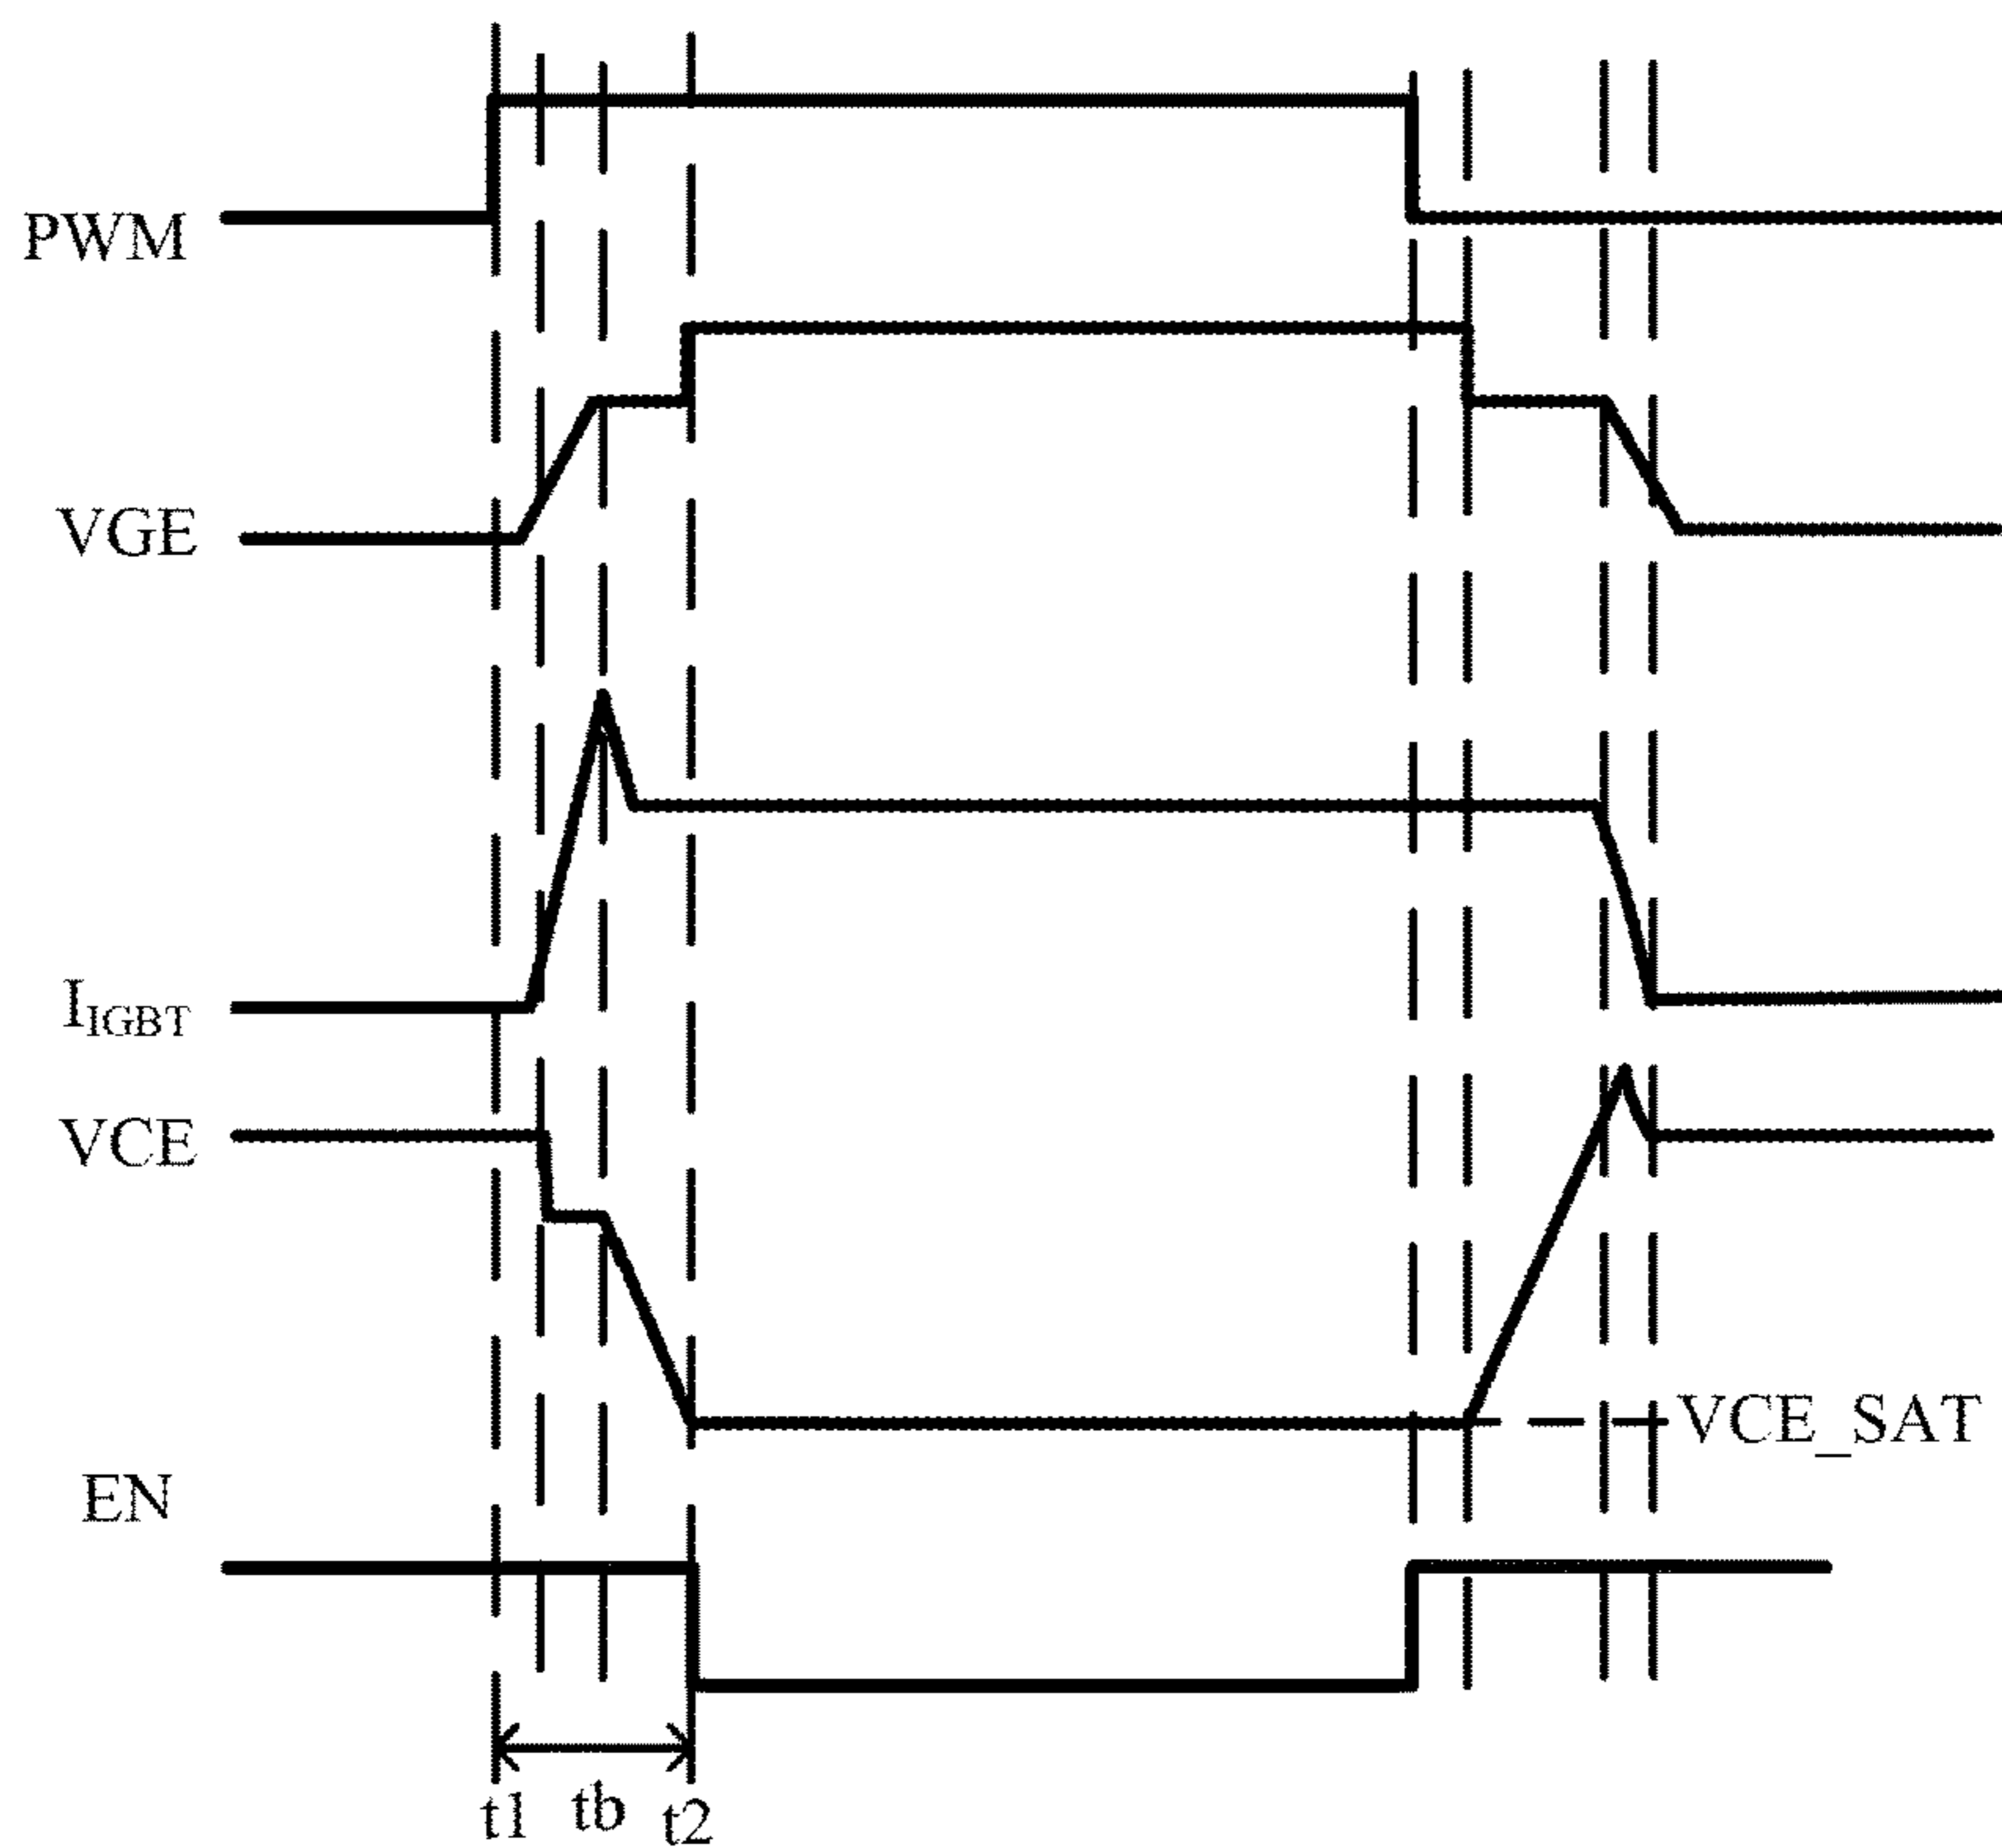 PWM
VGE
I_IGBT
VCE
VCE_SAT
EN
t1 tb t2